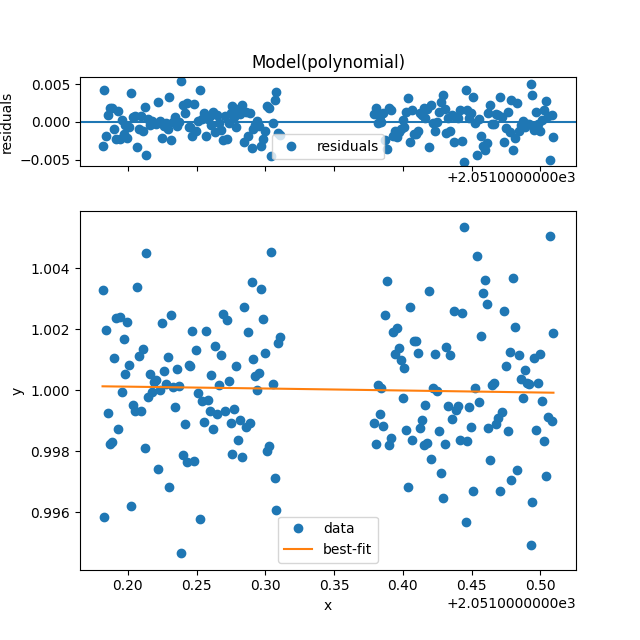 Model(polynomial)
0.005
0.000
−0.005
residuals
residuals
+2.0510000000e3
1.004
1.002
1.000
0.998
0.996
y
data
best-fit
0.20 0.25 0.30 0.35 0.40 0.45 0.50
x
+2.0510000000e3